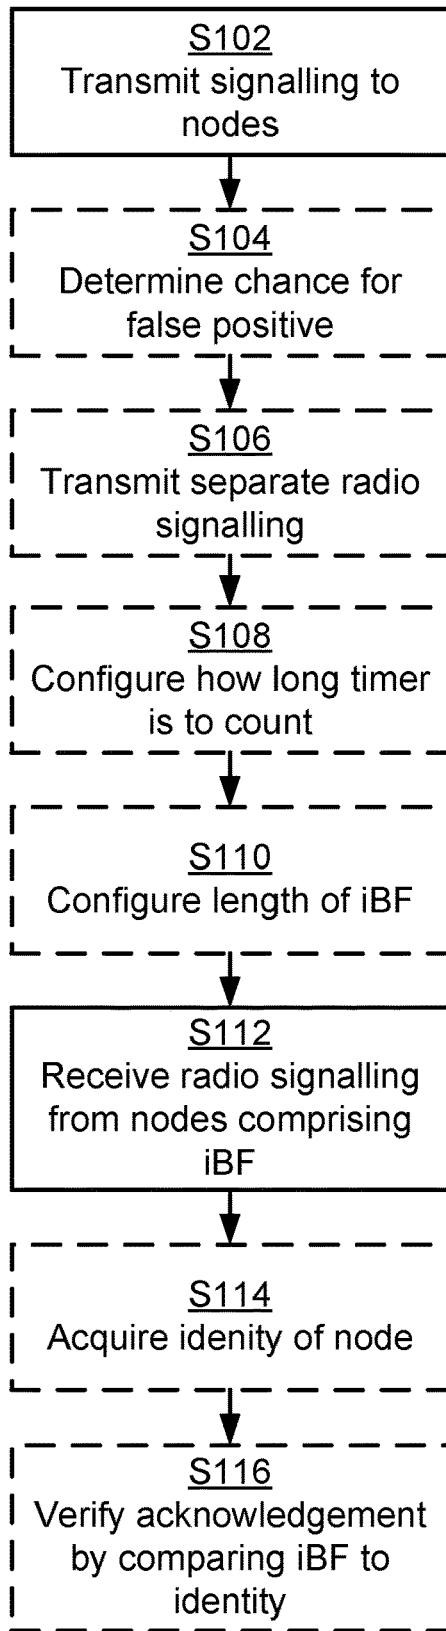 S102
Transmit signalling to
nodes
S104
Determine chance for
false positive
S106
Transmit separate radio
signalling
S108
Configure how long timer
is to count
S110
Configure length of iBF
S112
Receive radio signalling
from nodes comprising
iBF
S114
Acquire idenity of node
S116
Verify acknowledgement
by comparing iBF to
identity